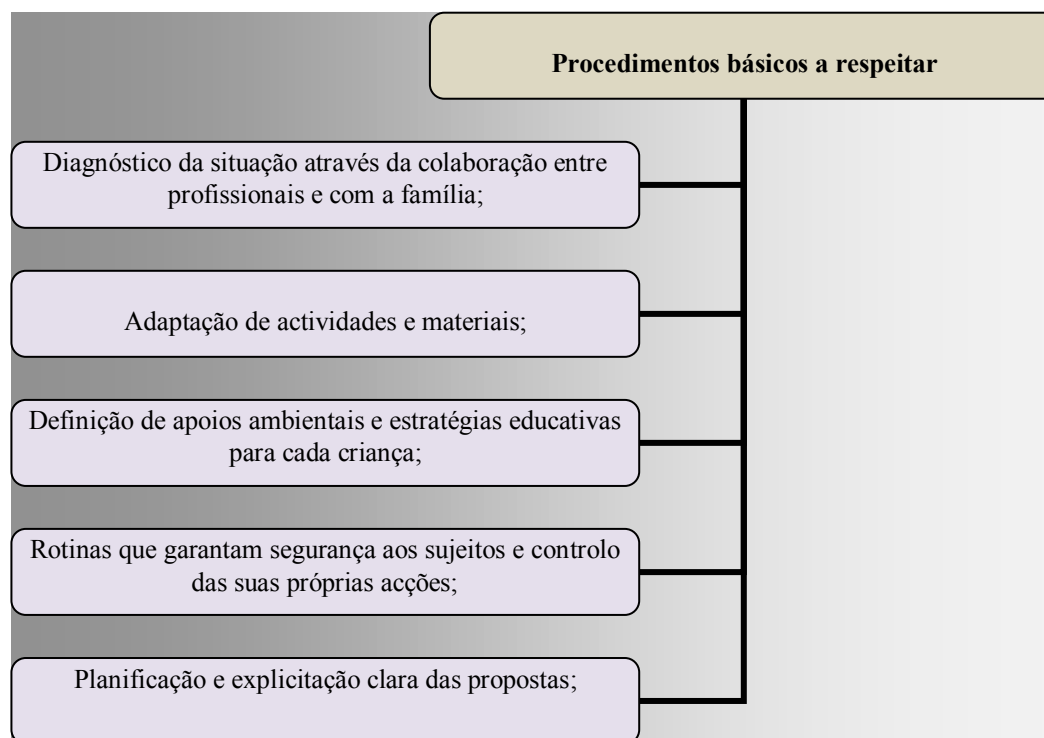 Procedimentos básicos a respeitar
Diagnóstico da situação através da colaboração entre
profissionais e com a família;
Adaptação de actividades e materiais;
Definição de apoios ambientais e estratégias educativas
para cada criança;
Rotinas que garantam segurança aos sujeitos e controlo
das suas próprias acções;
Planificação e explicitação clara das propostas;